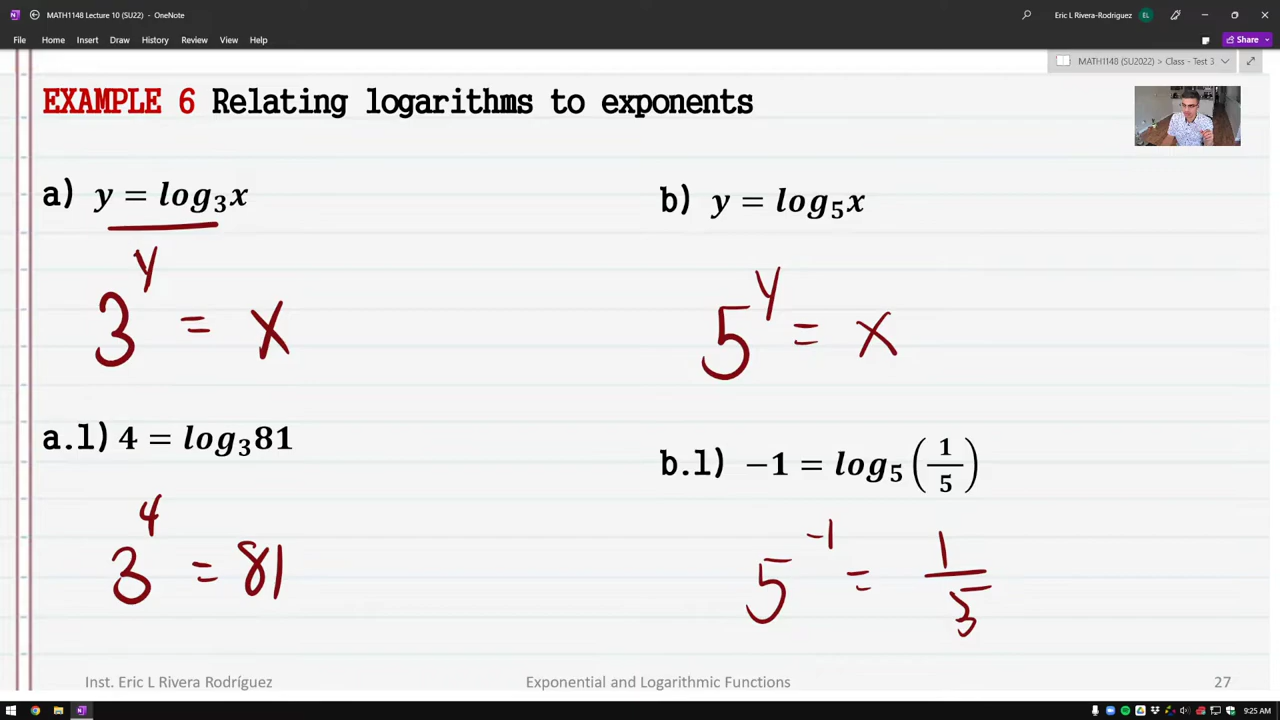 MATH1148 Lecture 10 (SU22) - OneNote
Eric L Rivera-Rodriguez EL
File Home Insert Draw History Review View Help
Share
MATH1148 (SU2022) > Class - Test 3
EXAMPLE 6 Relating logarithms to exponents
a) y = log₃x
3^y = x
b) y = log₅x
5^y = x
a.1) 4 = log₃81
3^4 = 81
b.1) −1 = log₅(1/5)
5^-1 = 1/5
Inst. Eric L Rivera Rodríguez
Exponential and Logarithmic Functions
27
9:25 AM